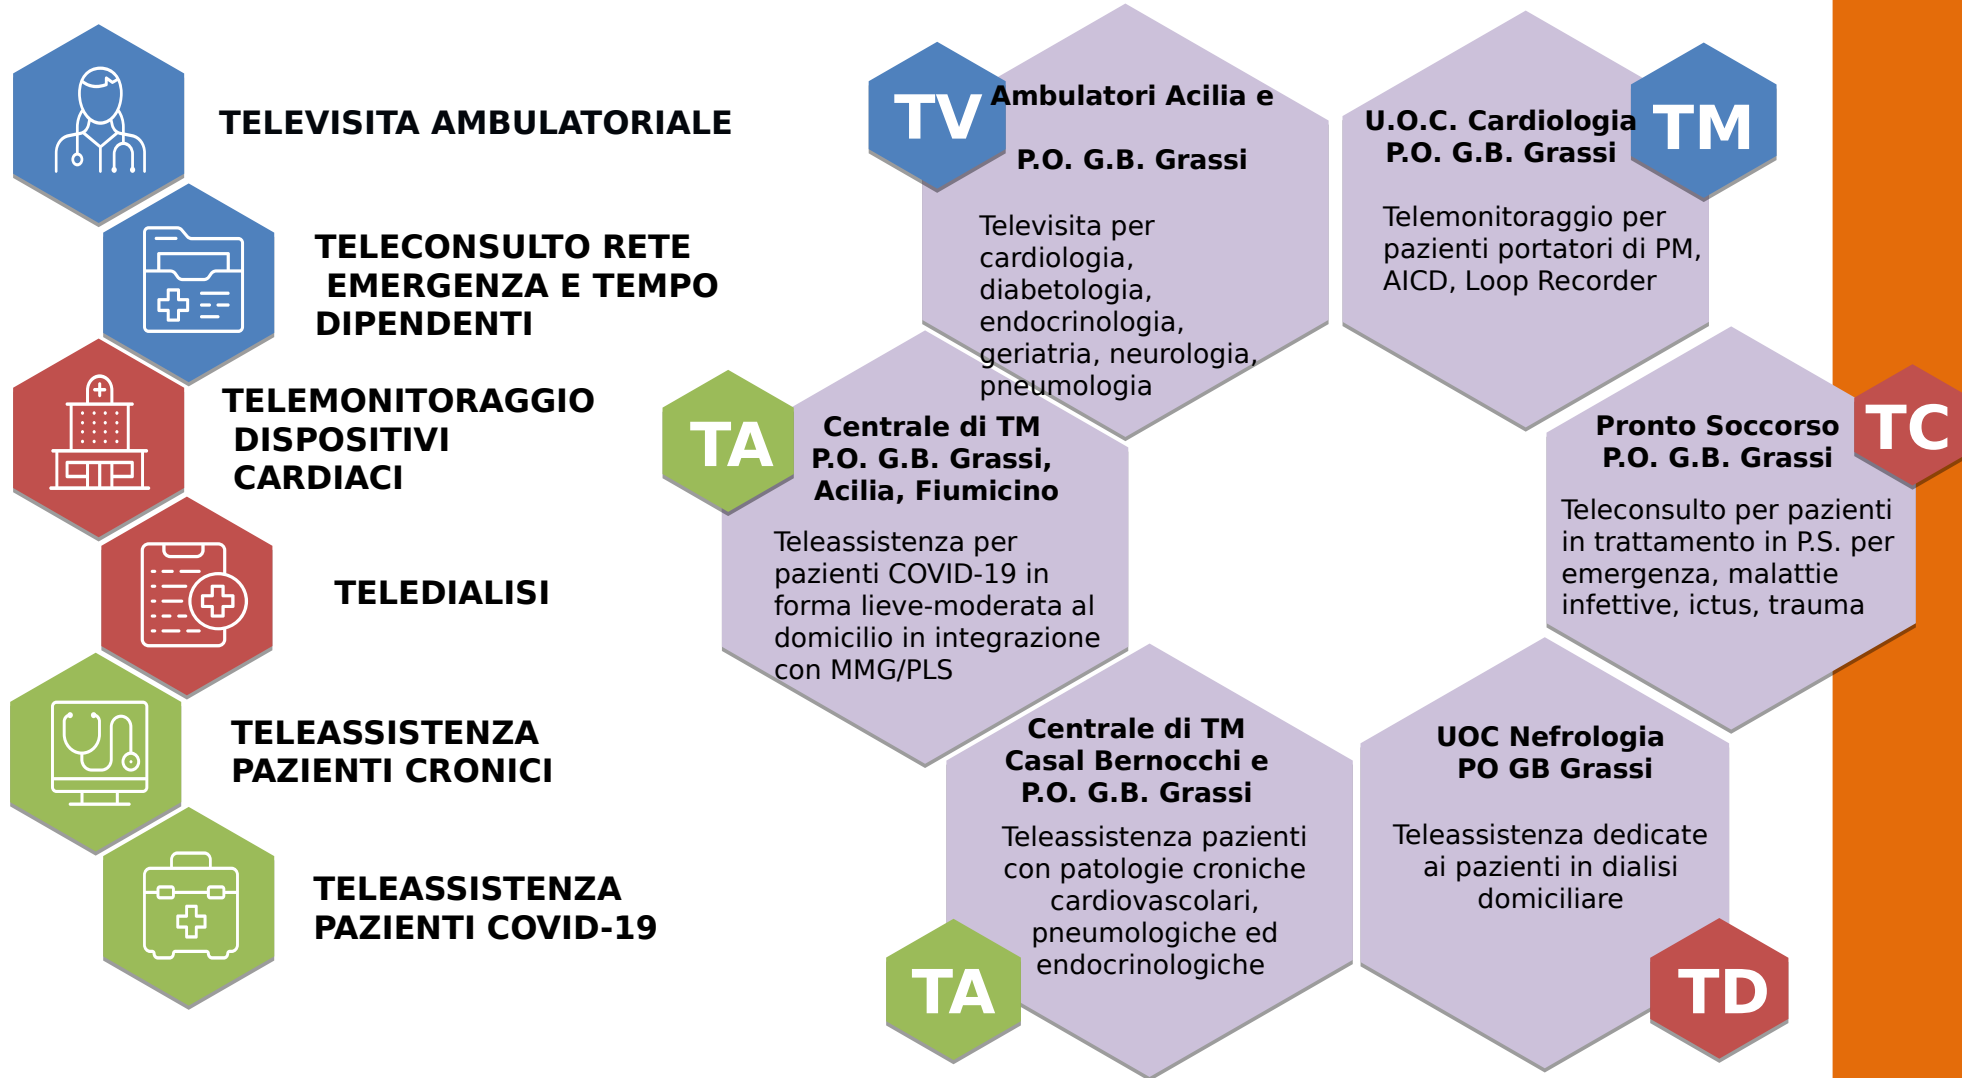 TELEVISITA AMBULATORIALE
TELECONSULTO RETE
EMERGENZA E TEMPO
DIPENDENTI
TELEMONITORAGGIO
DISPOSITIVI
CARDIACI
TELEDIALISI
TELEASSISTENZA
PAZIENTI CRONICI
TELEASSISTENZA
PAZIENTI COVID-19
TV
Ambulatori Acilia e
P.O. G.B. Grassi
Televisita per
cardiologia,
diabetologia,
endocrinologia,
geriatria, neurologia,
pneumologia
TM
U.O.C. Cardiologia
P.O. G.B. Grassi
Telemonitoraggio per
pazienti portatori di PM,
AICD, Loop Recorder
TA
Centrale di TM
P.O. G.B. Grassi,
Acilia, Fiumicino
Teleassistenza per
pazienti COVID-19 in
forma lieve-moderata al
domicilio in integrazione
con MMG/PLS
TC
Pronto Soccorso
P.O. G.B. Grassi
Teleconsulto per pazienti
in trattamento in P.S. per
emergenza, malattie
infettive, ictus, trauma
Centrale di TM
Casal Bernocchi e
P.O. G.B. Grassi
Teleassistenza pazienti
con patologie croniche
cardiovascolari,
pneumologiche ed
endocrinologiche
TA
UOC Nefrologia
PO GB Grassi
Teleassistenza dedicate
ai pazienti in dialisi
domiciliare
TD